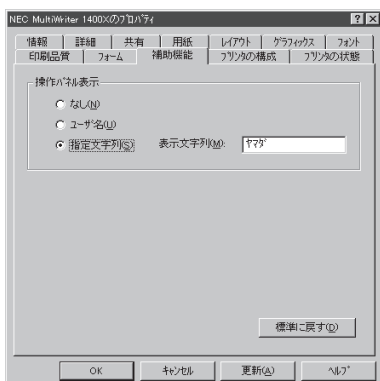 NEC MultiWriter 1400Xのﾌﾟﾛﾊﾟﾃｨ
情報 詳細 共有 用紙 ﾚｲｱｳﾄ ｸﾞﾗﾌｨｯｸｽ ﾌｫﾝﾄ
印刷品質 ﾌｫｰﾑ 補助機能 ﾌﾟﾘﾝﾀの構成 ﾌﾟﾘﾝﾀの状態
操作ﾊﾟﾈﾙ表示
なし(N)
ﾕｰｻﾞ名(U)
指定文字列(S) 表示文字列(M): ﾔﾏﾀﾞ
標準に戻す(D)
OK ｷｬﾝｾﾙ 更新(A) ﾍﾙﾌﾟ